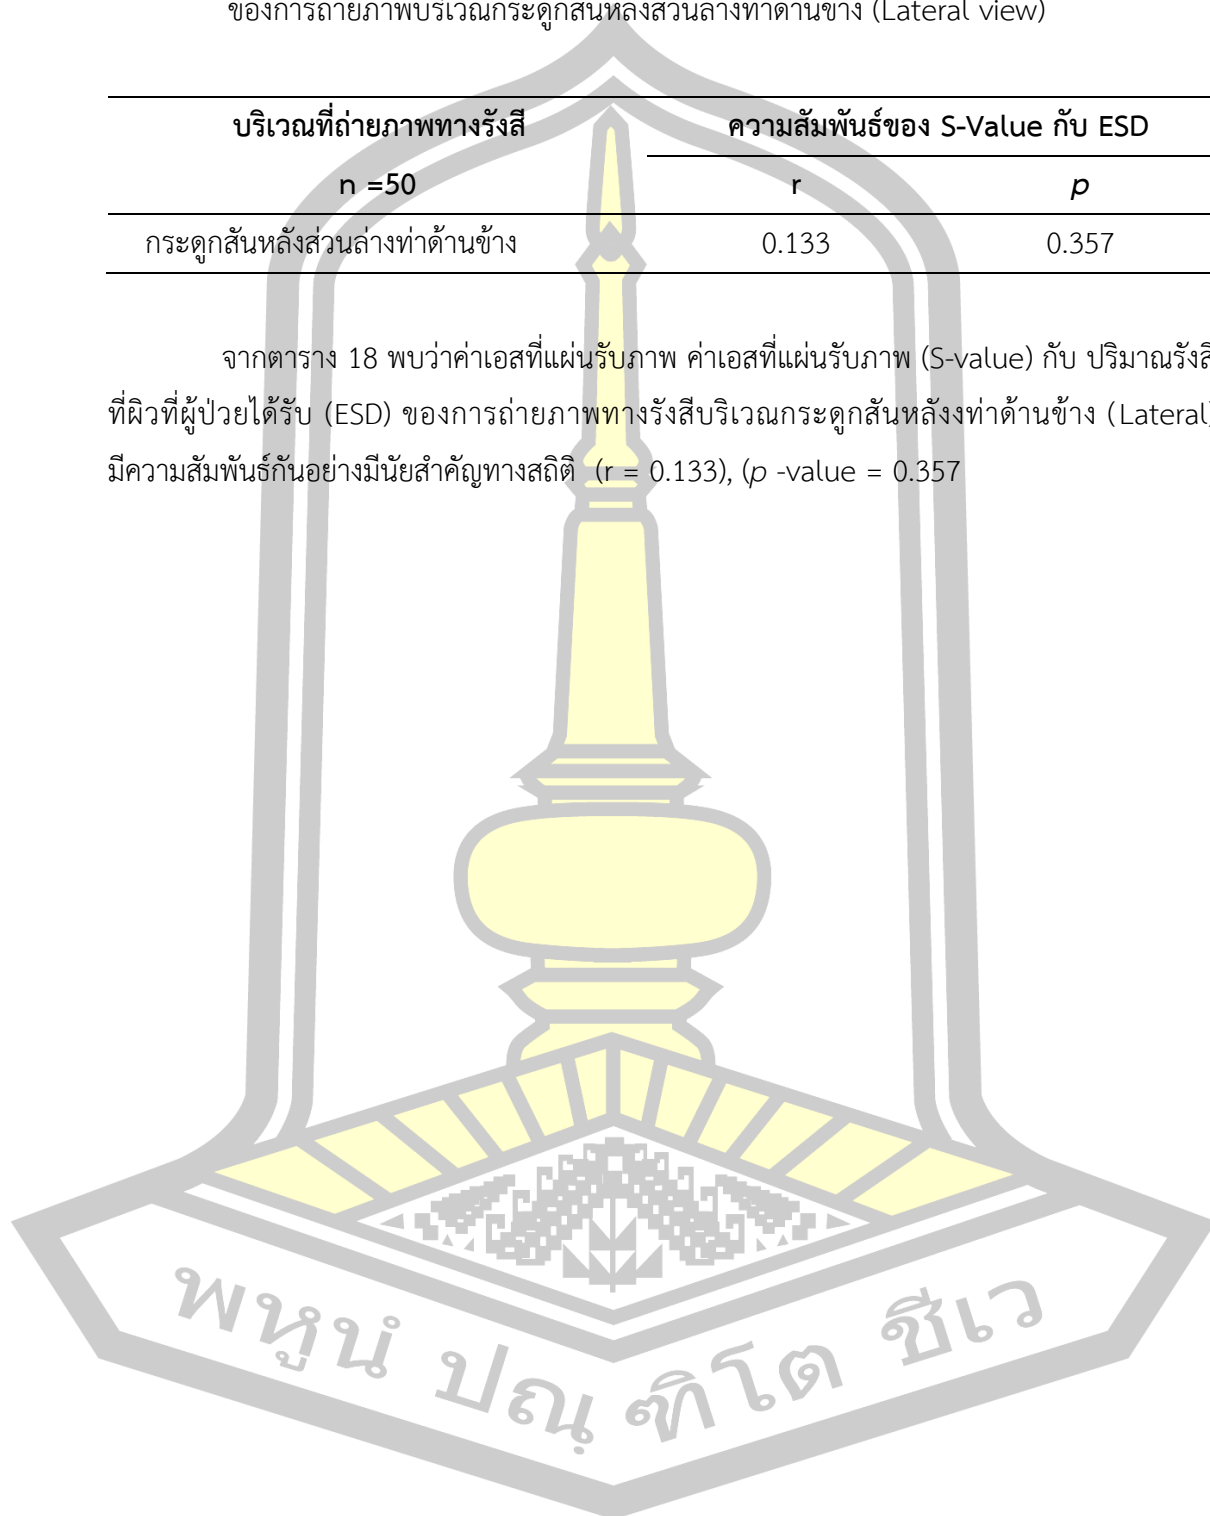 ของการถ่ายภาพบริเวณกระดูกสันหลังส่วนล่างท่าด้านข้าง (Lateral view)
บริเวณที่ถ่ายภาพทางรังสี ความสัมพันธ์ของ S-Value กับ ESD
n =50 r p
กระดูกสันหลังส่วนล่างท่าด้านข้าง 0.133 0.357
จากตาราง 18 พบว่าค่าเอสที่แผ่นรับภาพ ค่าเอสที่แผ่นรับภาพ (S-value) กับ ปริมาณรังสี
ที่ผิวที่ผู้ป่วยได้รับ (ESD) ของการถ่ายภาพทางรังสีบริเวณกระดูกสันหลังงท่าด้านข้าง (Lateral)
มีความสัมพันธ์กันอย่างมีนัยสำคัญทางสถิติ (r = 0.133), (p -value = 0.357
พหูนํ ปณฺฑิโต ชีเว